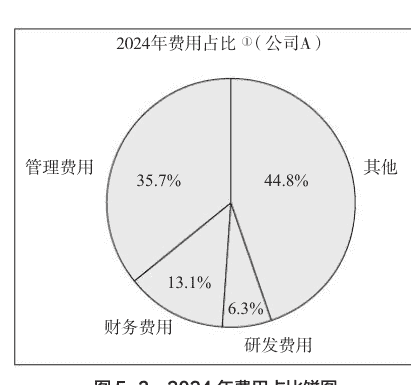 2024年费用占比①(公司A)
管理费用
35.7%
44.8%
其他
13.1%
6.3%
财务费用
研发费用
图5-2 2024年费用占比饼图